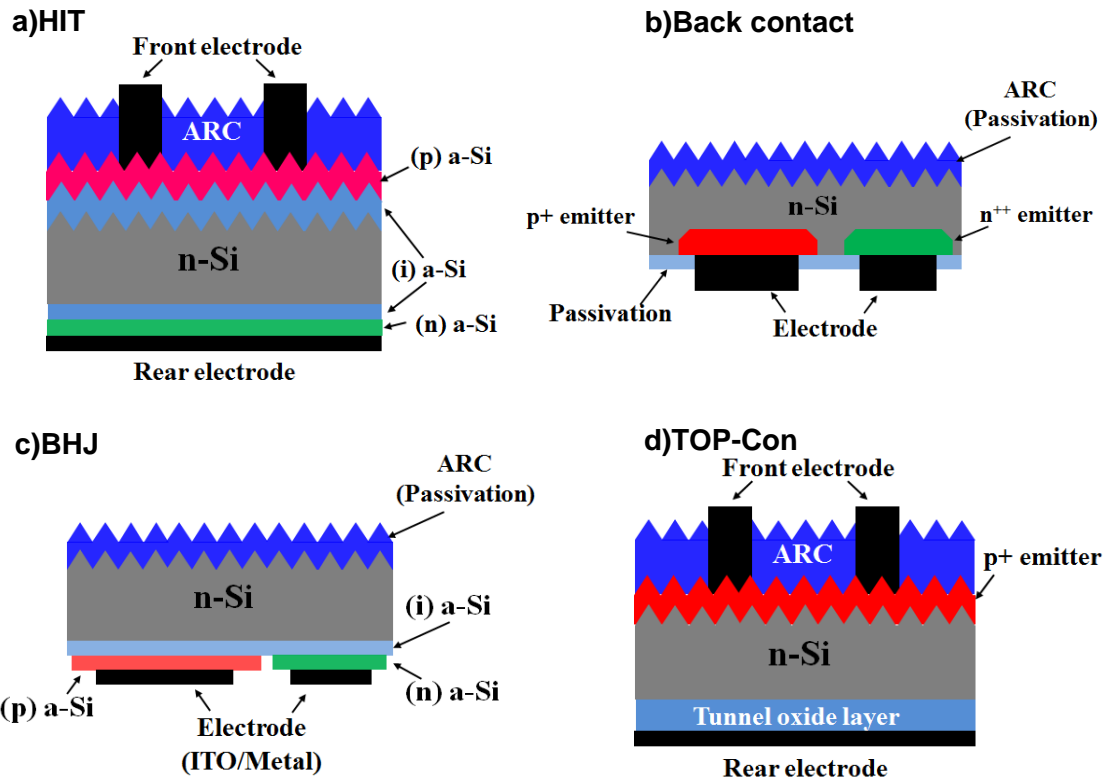 a)HIT
Front electrode
ARC
(p) a-Si
n-Si
(i) a-Si
(n) a-Si
Rear electrode
b)Back contact
ARC
(Passivation)
n-Si
p+ emitter
n++ emitter
Passivation
Electrode
c)BHJ
ARC
(Passivation)
n-Si
(i) a-Si
(p) a-Si
(n) a-Si
Electrode
(ITO/Metal)
d)TOP-Con
Front electrode
ARC
p+ emitter
n-Si
Tunnel oxide layer
Rear electrode